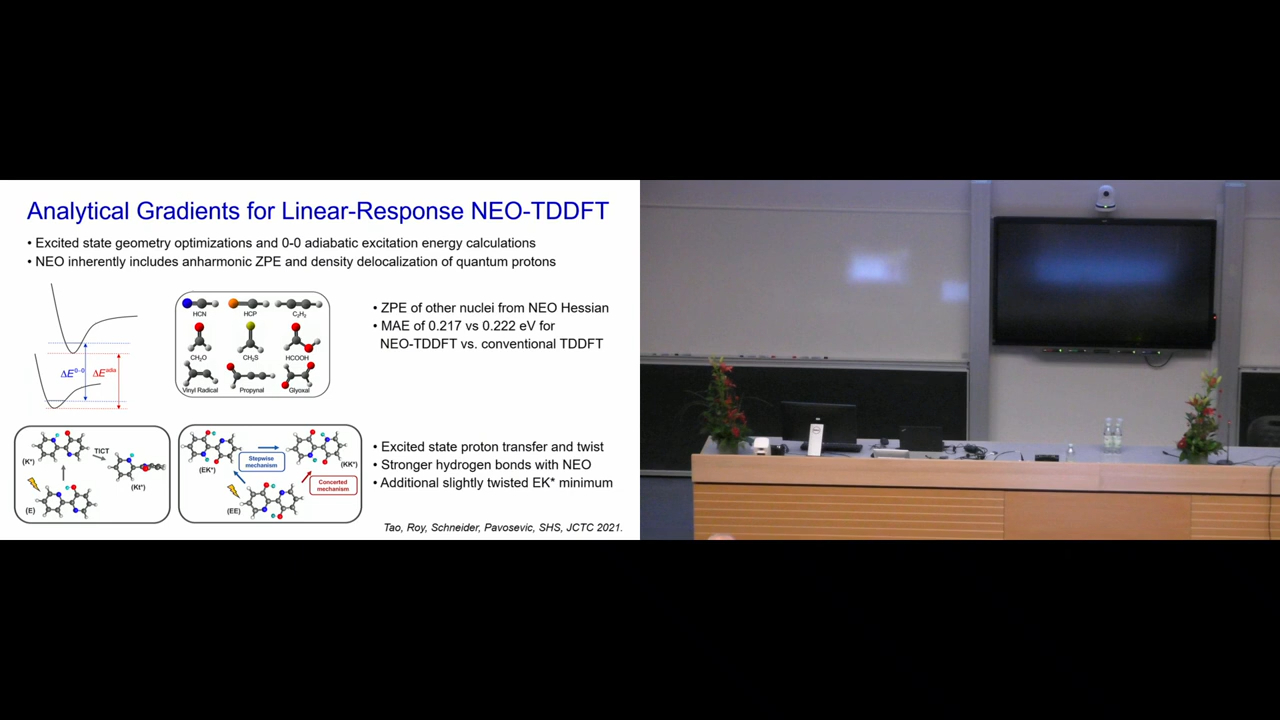 Analytical Gradients for Linear-Response NEO-TDDFT
• Excited state geometry optimizations and 0-0 adiabatic excitation energy calculations
• NEO inherently includes anharmonic ZPE and density delocalization of quantum protons
ΔE⁰⁻⁰ ΔEᵃᵈⁱᵃ
HCN HCP C₂H₂
CH₂O CH₂S HCOOH
Vinyl Radical Propynal Glyoxal
• ZPE of other nuclei from NEO Hessian
• MAE of 0.217 vs 0.222 eV for
NEO-TDDFT vs. conventional TDDFT
(K*)
TICT
(Kt*)
(E)
(EK*)
Stepwise
mechanism
(KK*)
Concerted
mechanism
(EE)
• Excited state proton transfer and twist
• Stronger hydrogen bonds with NEO
• Additional slightly twisted EK* minimum
Tao, Roy, Schneider, Pavosevic, SHS, JCTC 2021.